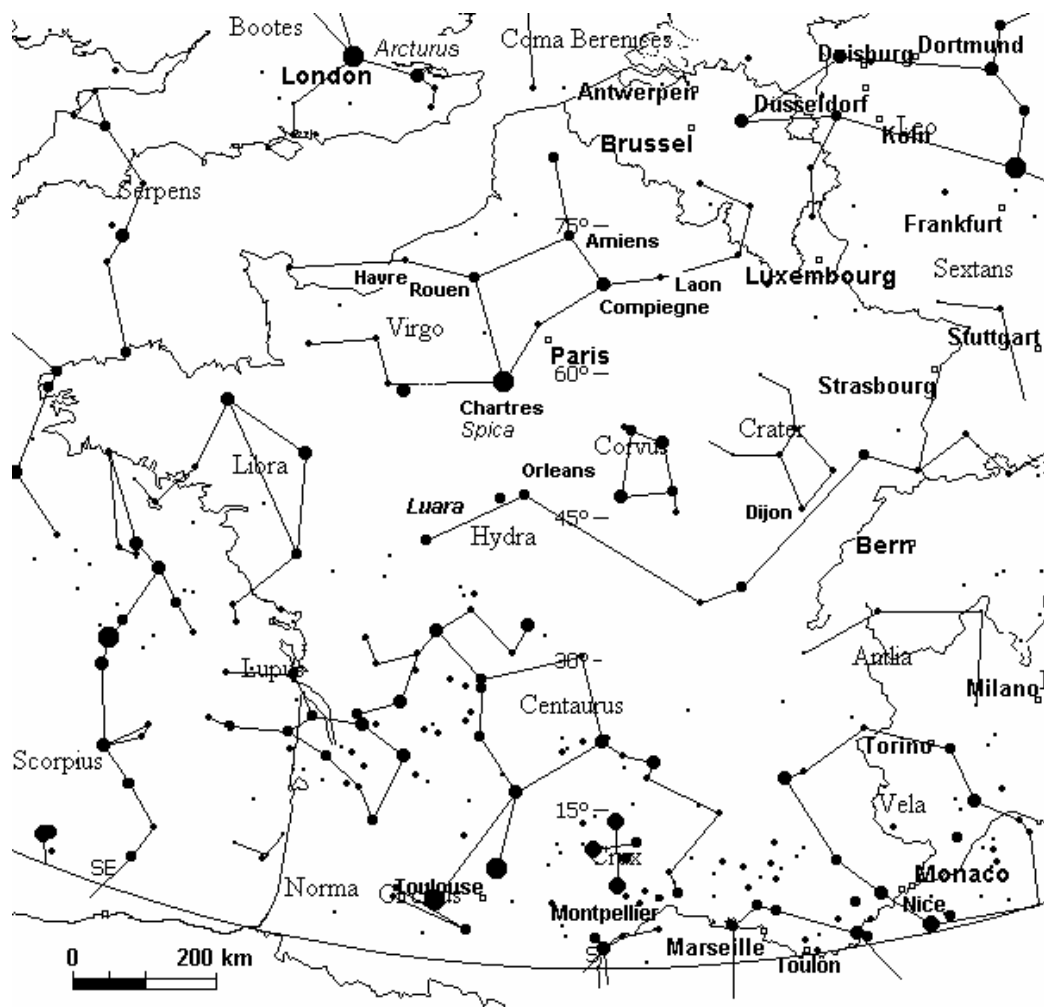 Bootes
Arcturus
London
Coma Berenices
Antwerpen
Brussel
Duisburg
Dortmund
Düsseldorf
Leo
Köln
Serpens
Frankfurt
75°
Amiens
Havre
Rouen
Laon
Compiegne
Luxembourg
Sextans
Virgo
Paris
Stuttgart
60°
Strasbourg
Chartres
Spica
Corvus
Crater
Libra
Orleans
Luara
45°
Hydra
Dijon
Bern
Lupus
30°
Centaurus
Antlia
Milano
Torino
Scorpius
15°
Vela
Crux
SE
Norma
Toulouse
Circinus
Monaco
Montpellier
Nice
Marseille
S
Toulon
0 200 km